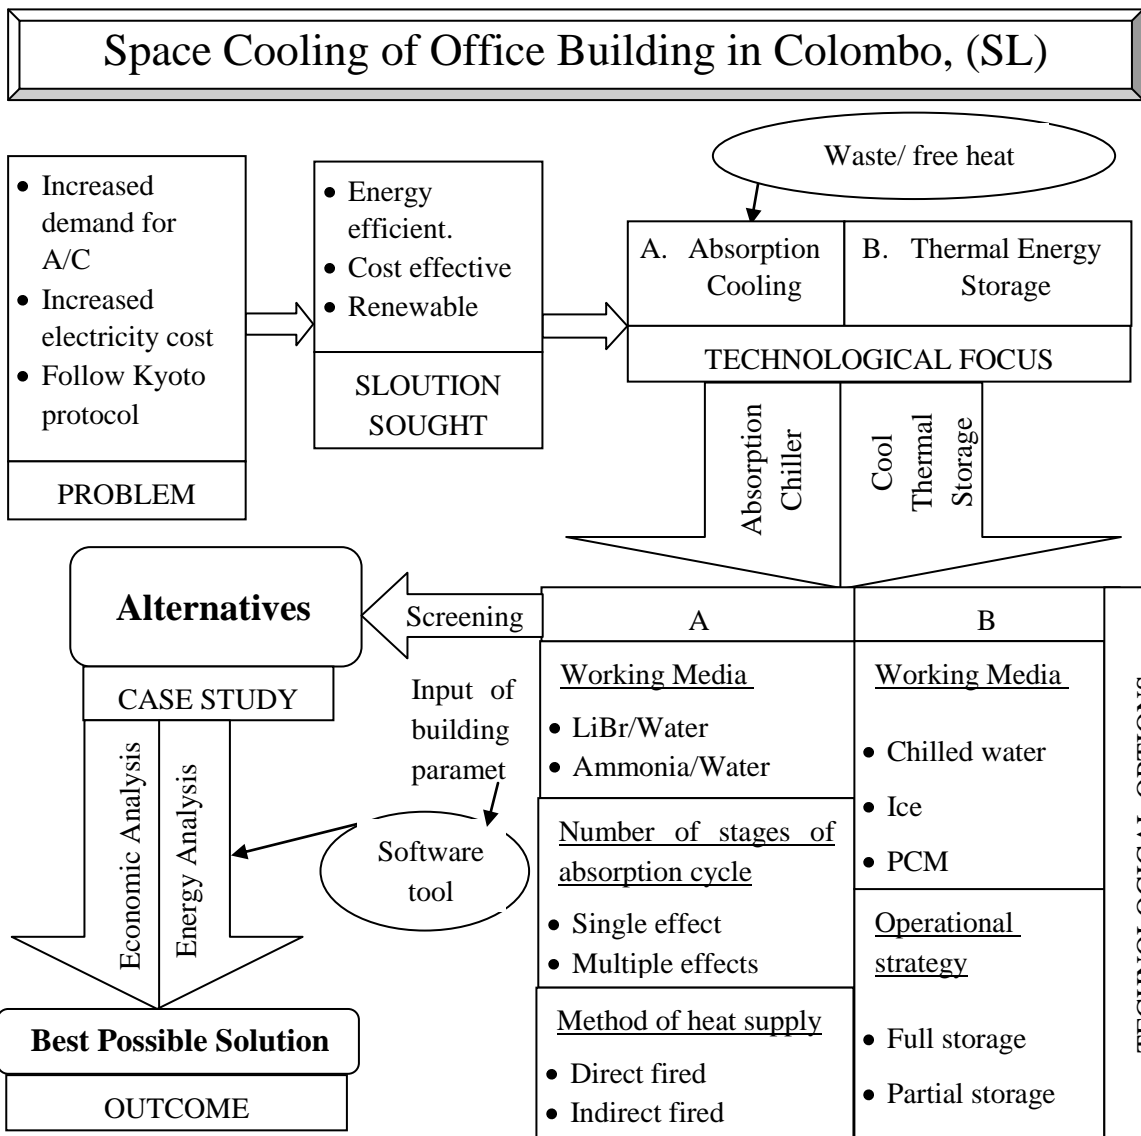 Space Cooling of Office Building in Colombo, (SL)
Waste/ free heat
• Increased
demand for
A/C
• Increased
electricity cost
• Follow Kyoto
protocol
PROBLEM
• Energy
efficient.
• Cost effective
• Renewable
SLOUTION
SOUGHT
A. Absorption
Cooling
B. Thermal Energy
Storage
TECHNOLOGICAL FOCUS
Absorption
Chiller
Cool
Thermal
Storage
Alternatives
CASE STUDY
Screening
Input of
building
paramet
Software
tool
Economic Analysis
Energy Analysis
Best Possible Solution
OUTCOME
A
Working Media
• LiBr/Water
• Ammonia/Water
Number of stages of
absorption cycle
• Single effect
• Multiple effects
Method of heat supply
• Direct fired
• Indirect fired
B
Working Media
• Chilled water
• Ice
• PCM
Operational
strategy
• Full storage
• Partial storage
TECHNOLOGICAL OPTIONS